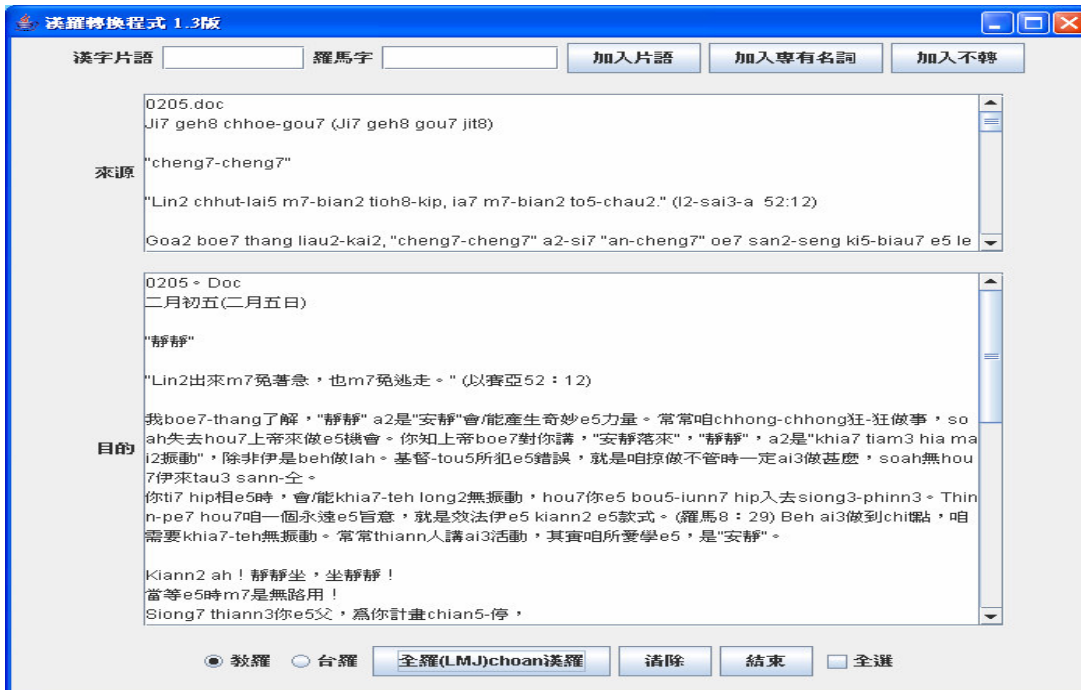 漢羅轉換程式 1.3版
漢字片語 羅馬字 加入片語 加入專有名詞 加入不轉
來源
0205.doc
Ji7 geh8 chhoe-gou7 (Ji7 geh8 gou7 jit8)
"cheng7-cheng7"
"Lin2 chhut-lai5 m7-bian2 tioh8-kip, ia7 m7-bian2 to5-chau2." (I2-sai3-a 52:12)
Goa2 boe7 thang liau2-kai2, "cheng7-cheng7" a2-si7 "an-cheng7" oe7 san2-seng ki5-biau7 e5 le
目的
0205。Doc
二月初五(二月五日)
"靜靜"
"Lin2出來m7免著急，也m7免逃走。" (以賽亞52：12)
我boe7-thang了解，"靜靜" a2是"安靜"會/能產生奇妙e5力量。常常咱chhong-chhong狂-狂做事，so
ah失去hou7上帝來做e5機會。你知上帝boe7對你講，"安靜落來"，"靜靜"，a2是"khia7 tiam3 hia ma
i2振動"，除非伊是beh做lah。基督-tou5所犯e5錯誤，就是咱掠做不管時一定ai3做甚麼，soah無hou
7伊來tau3 sann-仝。
你ti7 hip相e5時，會/能khia7-teh long2無振動，hou7你e5 bou5-iunn7 hip入去siong3-phinn3。Thin
n-pe7 hou7咱一個永遠e5旨意，就是效法伊e5 kiann2 e5款式。(羅馬8：29) Beh ai3做到chit點，咱
需要khia7-teh無振動。常常thiann人講ai3活動，其實咱所愛學e5，是"安靜"。
Kiann2 ah！靜靜坐，坐靜靜！
當等e5時m7是無路用！
Siong7 thiann3你e5父，爲你計畫chian5-停，
教羅 台羅 全羅(LMJ)choan漢羅 清除 結束 全選